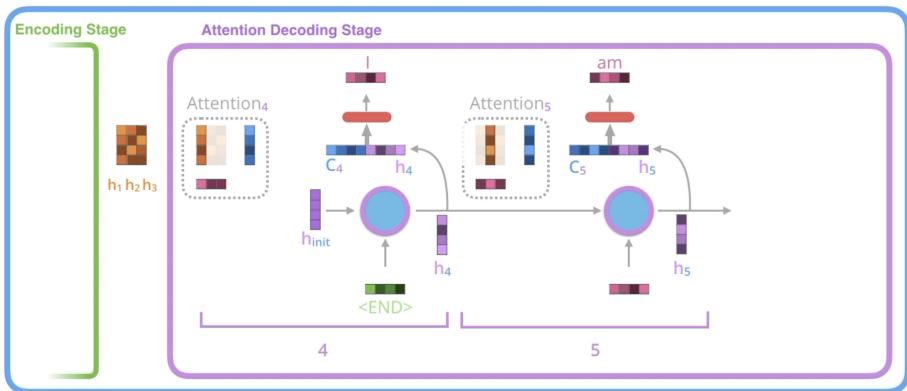 Encoding Stage
Attention Decoding Stage
I
am
Attention4
Attention5
h1 h2 h3
C4
h4
C5
h5
hinit
h4
h5
<END>
4
5